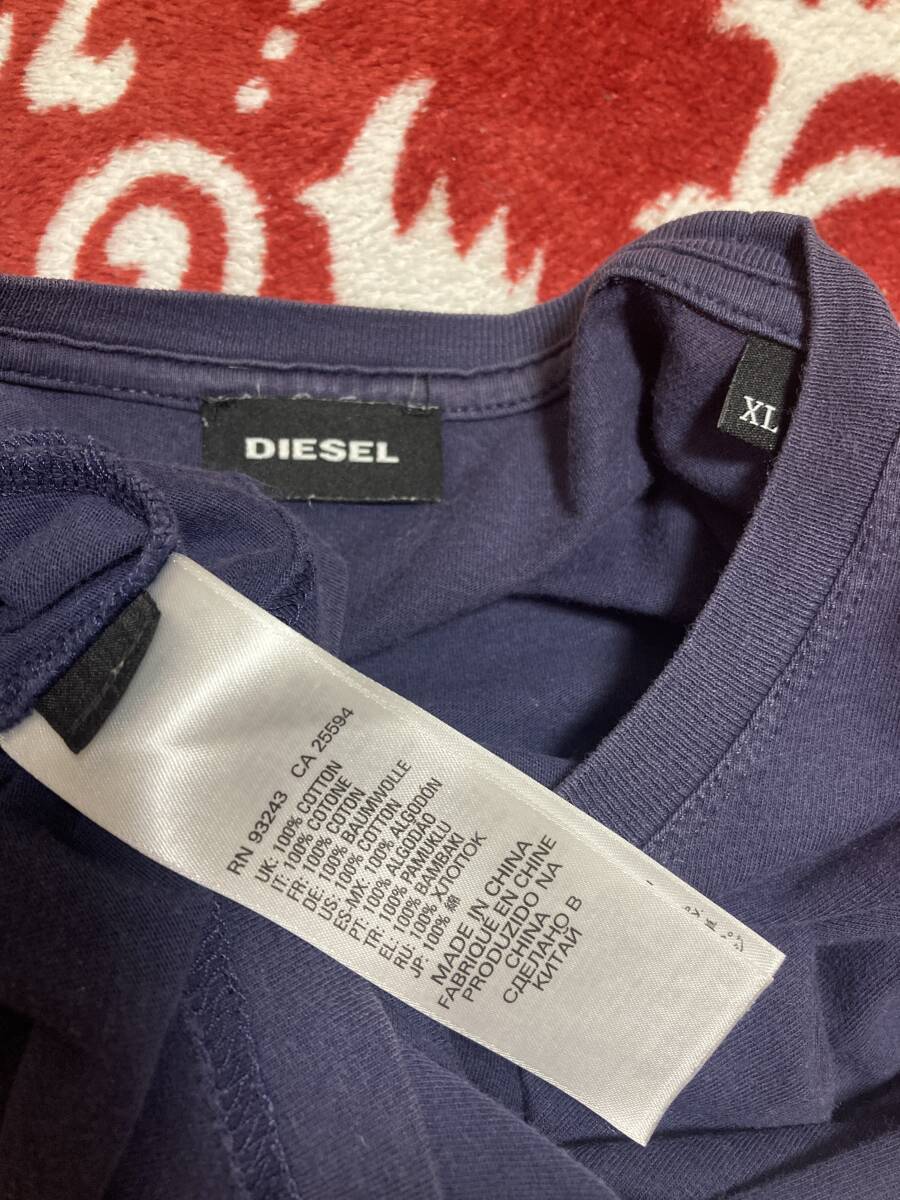 DIESEL
XL
RN 93243 CA 25594
UK: 100% COTTON
IT: 100% COTONE
FR: 100% COTON
DE: 100% BAUMWOLLE
US: 100% COTTON
ES-MX: 100% ALGODON
PT: 100% ALGODÃO
TR: 100% PAMUKLU
EL: 100% BAMBAKI
RU: 100% ХЛОПОК
JP: 100% 綿
MADE IN CHINA
FABRIQUÉ EN CHINE
PRODUZIDO NA
CHINA
СДЕЛАНО В
КИТАЙ